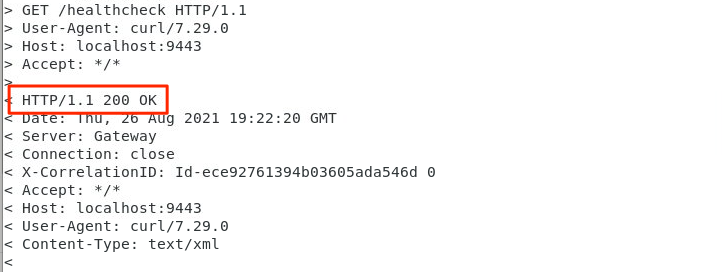 > GET /healthcheck HTTP/1.1
> User-Agent: curl/7.29.0
> Host: localhost:9443
> Accept: */*
>
< HTTP/1.1 200 OK
< Date: Thu, 26 Aug 2021 19:22:20 GMT
< Server: Gateway
< Connection: close
< X-CorrelationID: Id-ece92761394b03605ada546d 0
< Accept: */*
< Host: localhost:9443
< User-Agent: curl/7.29.0
< Content-Type: text/xml
<